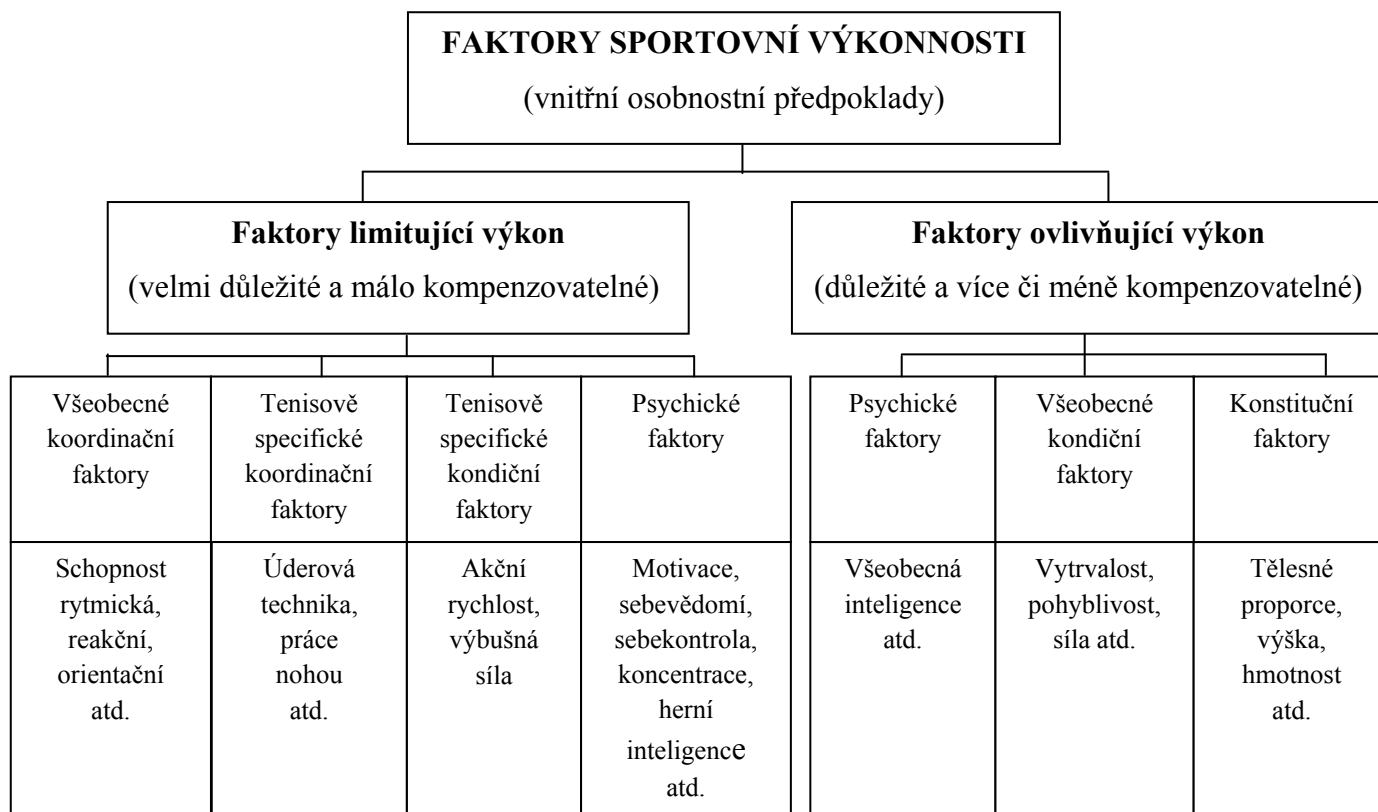 FAKTORY SPORTOVNÍ VÝKONNOSTI
(vnitřní osobnostní předpoklady)
Faktory limitující výkon
(velmi důležité a málo kompenzovatelné)
Faktory ovlivňující výkon
(důležité a více či méně kompenzovatelné)
Všeobecné
koordinační
faktory
Tenisově
specifické
koordinační
faktory
Tenisově
specifické
kondiční
faktory
Psychické
faktory
Psychické
faktory
Všeobecné
kondiční
faktory
Konstituční
faktory
Schopnost
rytmická,
reakční,
orientační
atd.
Úderová
technika,
práce
nohou
atd.
Akční
rychlost,
výbušná
síla
Motivace,
sebevědomí,
sebekontrola,
koncentrace,
herní
inteligence
atd.
Všeobecná
inteligence
atd.
Vytrvalost,
pohyblivost,
síla atd.
Tělesné
proporce,
výška,
hmotnost
atd.